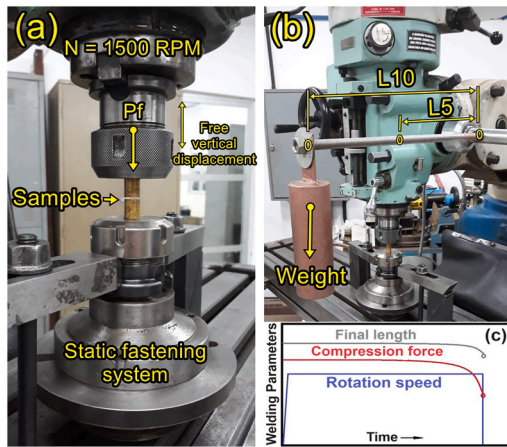 (a)
N = 1500 RPM
Pf
Free
vertical
displacement
Samples
Static fastening
system
(b)
L10
L5
0
0
0
Weight
(c)
Final length
Compression force
Rotation speed
Time
Welding Parameters